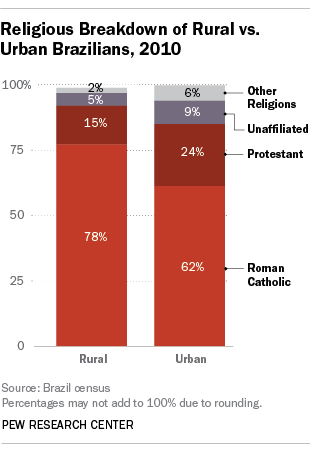 Religious Breakdown of Rural vs.
Urban Brazilians, 2010
100%
2%
6%
Other
Religions
5%
9%
Unaffiliated
15%
24%
Protestant
75
78%
62%
Roman
Catholic
50
25
0
Rural
Urban
Source: Brazil census
Percentages may not add to 100% due to rounding.
PEW RESEARCH CENTER